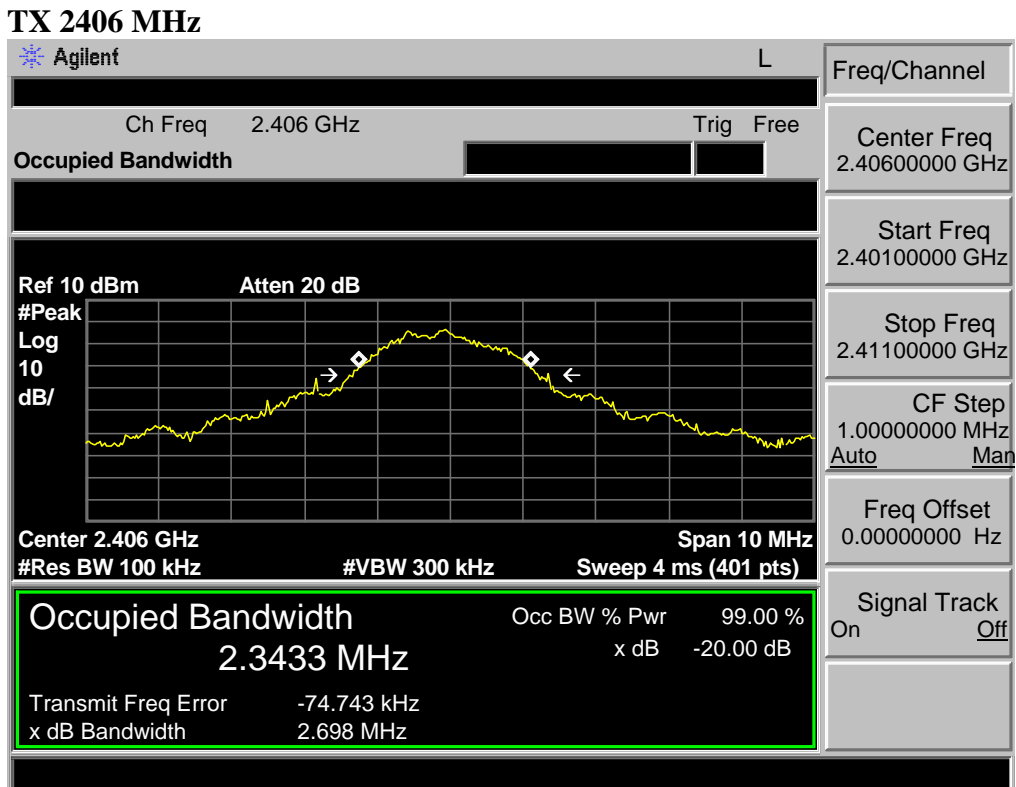 TX 2406 MHz
Agilent L
Freq/Channel
Ch Freq 2.406 GHz Trig Free
Occupied Bandwidth
Center Freq
2.40600000 GHz
Start Freq
2.40100000 GHz
Stop Freq
2.41100000 GHz
CF Step
1.00000000 MHz
Auto Man
Freq Offset
0.00000000 Hz
Signal Track
On Off
Ref 10 dBm Atten 20 dB
#Peak
Log
10
dB/
Center 2.406 GHz Span 10 MHz
#Res BW 100 kHz #VBW 300 kHz Sweep 4 ms (401 pts)
Occupied Bandwidth Occ BW % Pwr 99.00 %
2.3433 MHz x dB -20.00 dB
Transmit Freq Error -74.743 kHz
x dB Bandwidth 2.698 MHz